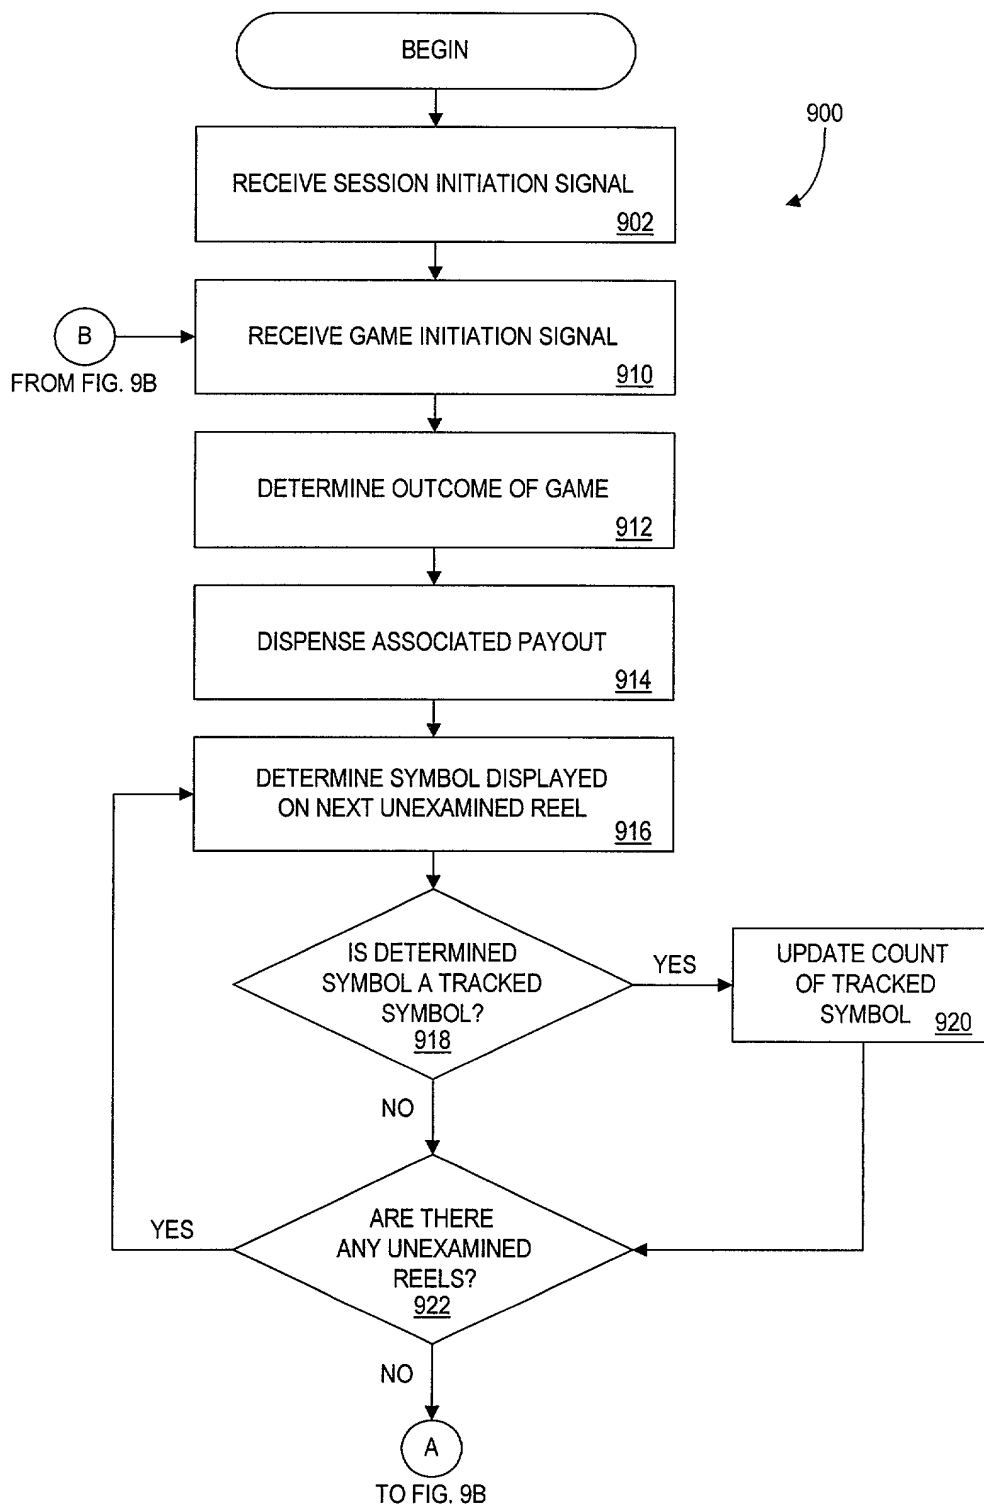 BEGIN
900
RECEIVE SESSION INITIATION SIGNAL
902
B
RECEIVE GAME INITIATION SIGNAL
FROM FIG. 9B
910
DETERMINE OUTCOME OF GAME
912
DISPENSE ASSOCIATED PAYOUT
914
DETERMINE SYMBOL DISPLAYED
ON NEXT UNEXAMINED REEL
916
IS DETERMINED
SYMBOL A TRACKED
SYMBOL?
918
YES
UPDATE COUNT
OF TRACKED
SYMBOL 920
NO
ARE THERE
ANY UNEXAMINED
REELS?
922
YES
NO
A
TO FIG. 9B